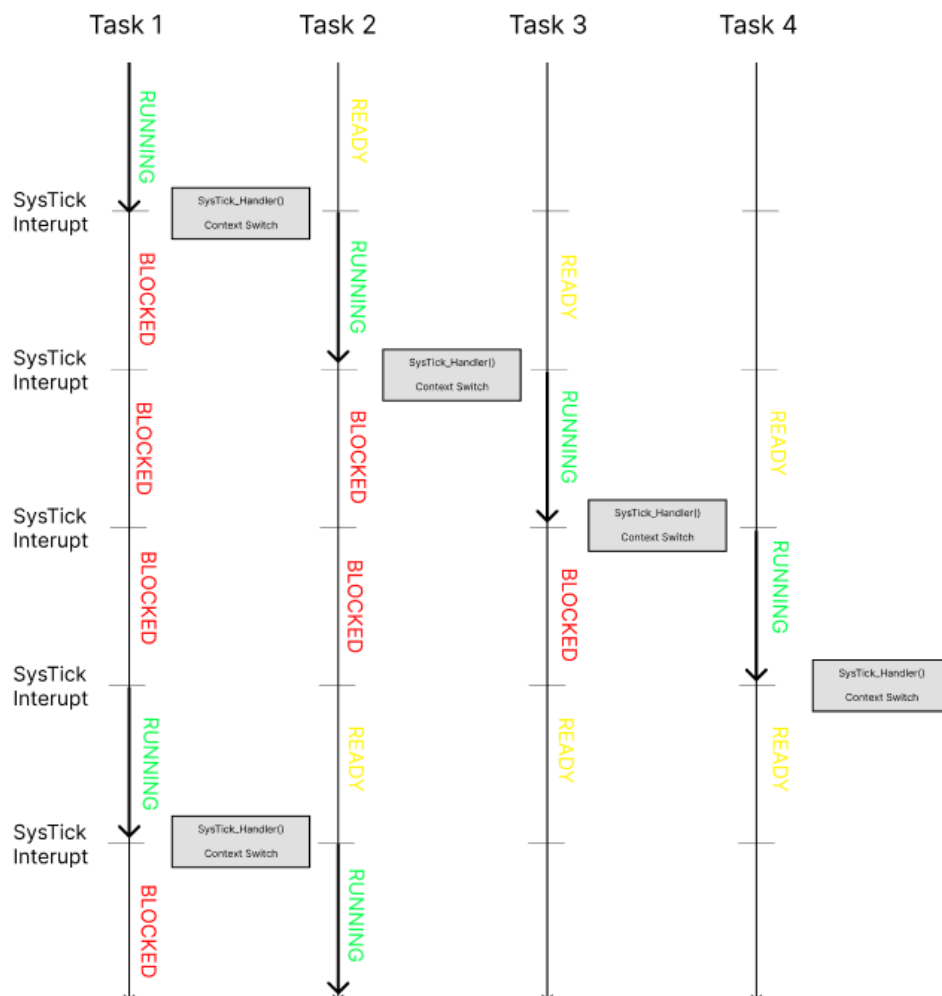 Task 1
Task 2
Task 3
Task 4
RUNNING
READY
SysTick
Interupt
SysTick_Handler()
Context Switch
BLOCKED
RUNNING
READY
SysTick
Interupt
SysTick_Handler()
Context Switch
BLOCKED
BLOCKED
RUNNING
READY
SysTick
Interupt
SysTick_Handler()
Context Switch
BLOCKED
BLOCKED
BLOCKED
RUNNING
SysTick
Interupt
SysTick_Handler()
Context Switch
RUNNING
READY
READY
READY
SysTick
Interupt
SysTick_Handler()
Context Switch
BLOCKED
RUNNING